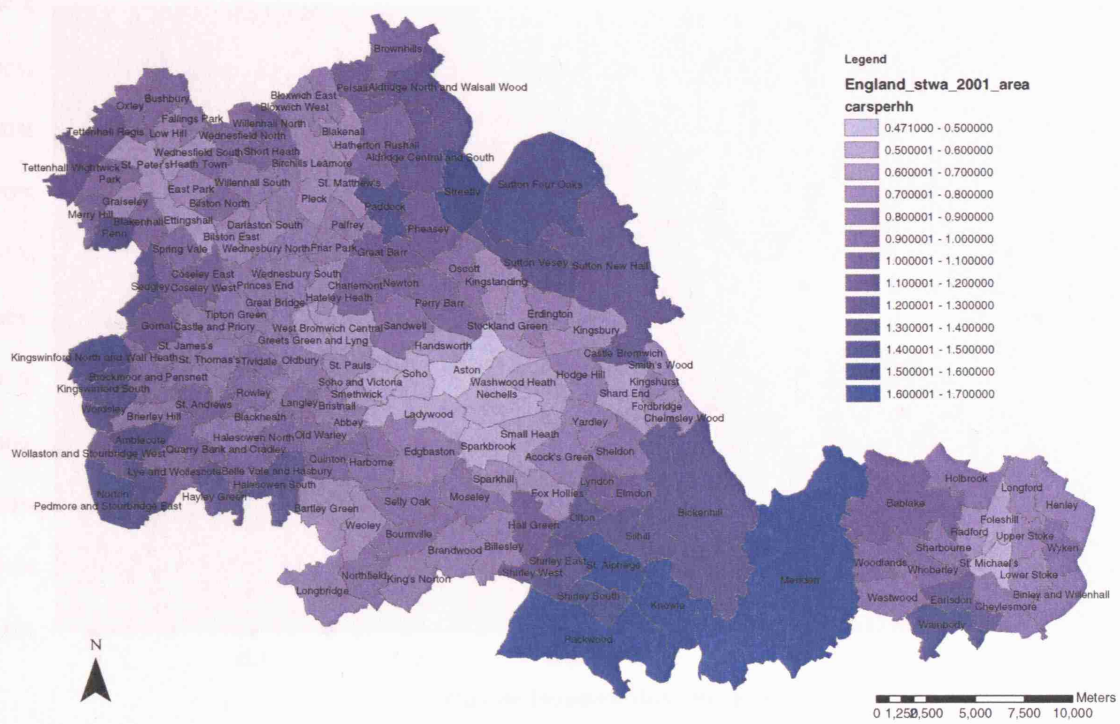 Legend
England_stwa_2001_area
carsperhh
0.471000 - 0.500000
0.500001 - 0.600000
0.600001 - 0.700000
0.700001 - 0.800000
0.800001 - 0.900000
0.900001 - 1.000000
1.000001 - 1.100000
1.100001 - 1.200000
1.200001 - 1.300000
1.300001 - 1.400000
1.400001 - 1.500000
1.500001 - 1.600000
1.600001 - 1.700000
Brownhills
Aldridge North and Walsall Wood
Bloxwich East
Bushbury
Oxley
Bloxwich West
Fallings Park
Willenhall North
Tettenhall Regis
Low Hill
Wednesfield North
Blakenall
Hatherton Rushall
Wednesfield South
Short Heath
Aldridge Central and South
Tettenhall Wightwick
St. Peter's
Heath Town
Birchills Leamore
Park
East Park
Willenhall South
St. Matthew's
Sutton Four Oaks
Streetly
Graiseley
Bilston North
Pleck
Paddock
Merry Hill
Blakenhall
Ettingshall
Darlaston South
Palfrey
Pheasey
Penn
Bilston East
Spring Vale
Wednesbury North
Friar Park
Great Barr
Sutton Vesey
Sutton New Hall
Coseley East
Wednesbury South
Oscott
Sedgley
Coseley West
Princes End
Charlemont
Newton
Kingstanding
Great Bridge
Hateley Heath
Perry Barr
Tipton Green
Erdington
Gornal
Castle and Priory
West Bromwich Central
Sandwell
Stockland Green
Kingsbury
St. James's
Greets Green and Lyng
Handsworth
Castle Bromwich
Kingswinford North and Wall Heath
St. Thomas's
Tividale
Oldbury
St. Pauls
Smith's Wood
Brockmoor and Pensnett
Soho and Victoria
Soho
Aston
Washwood Heath
Hodge Hill
Kingshurst
Kingswinford South
Rowley
Smethwick
Nechells
Shard End
Wordsley
St. Andrews
Langley
Bristnall
Fordbridge
Brierley Hill
Blackheath
Abbey
Ladywood
Yardley
Chelmsley Wood
Amblecote
Halesowen North
Old Warley
Small Heath
Wollaston and Stourbridge West
Quarry Bank and Cradley
Edgbaston
Sparkbrook
Acock's Green
Sheldon
Lye and Wollescote
Belle Vale and Hasbury
Quinton
Harborne
Norton
Halesowen South
Sparkhill
Lyndon
Pedmore and Stourbridge East
Hayley Green
Selly Oak
Moseley
Fox Hollies
Elmdon
Bartley Green
Olton
Bickenhill
Weoley
Bournville
Hall Green
Silhill
Brandwood
Billesley
Shirley East
St. Alphege
Northfield
King's Norton
Shirley West
Longbridge
Shirley South
Knowle
Meriden
Packwood
Holbrook
Longford
Bablake
Henley
Foleshill
Radford
Upper Stoke
Sherbourne
Wyken
Woodlands
Whoberley
St. Michael's
Lower Stoke
Westwood
Earlsdon
Binley and Willenhall
Cheylesmore
Wainbody
N
Meters
0 1,250 2,500 5,000 7,500 10,000